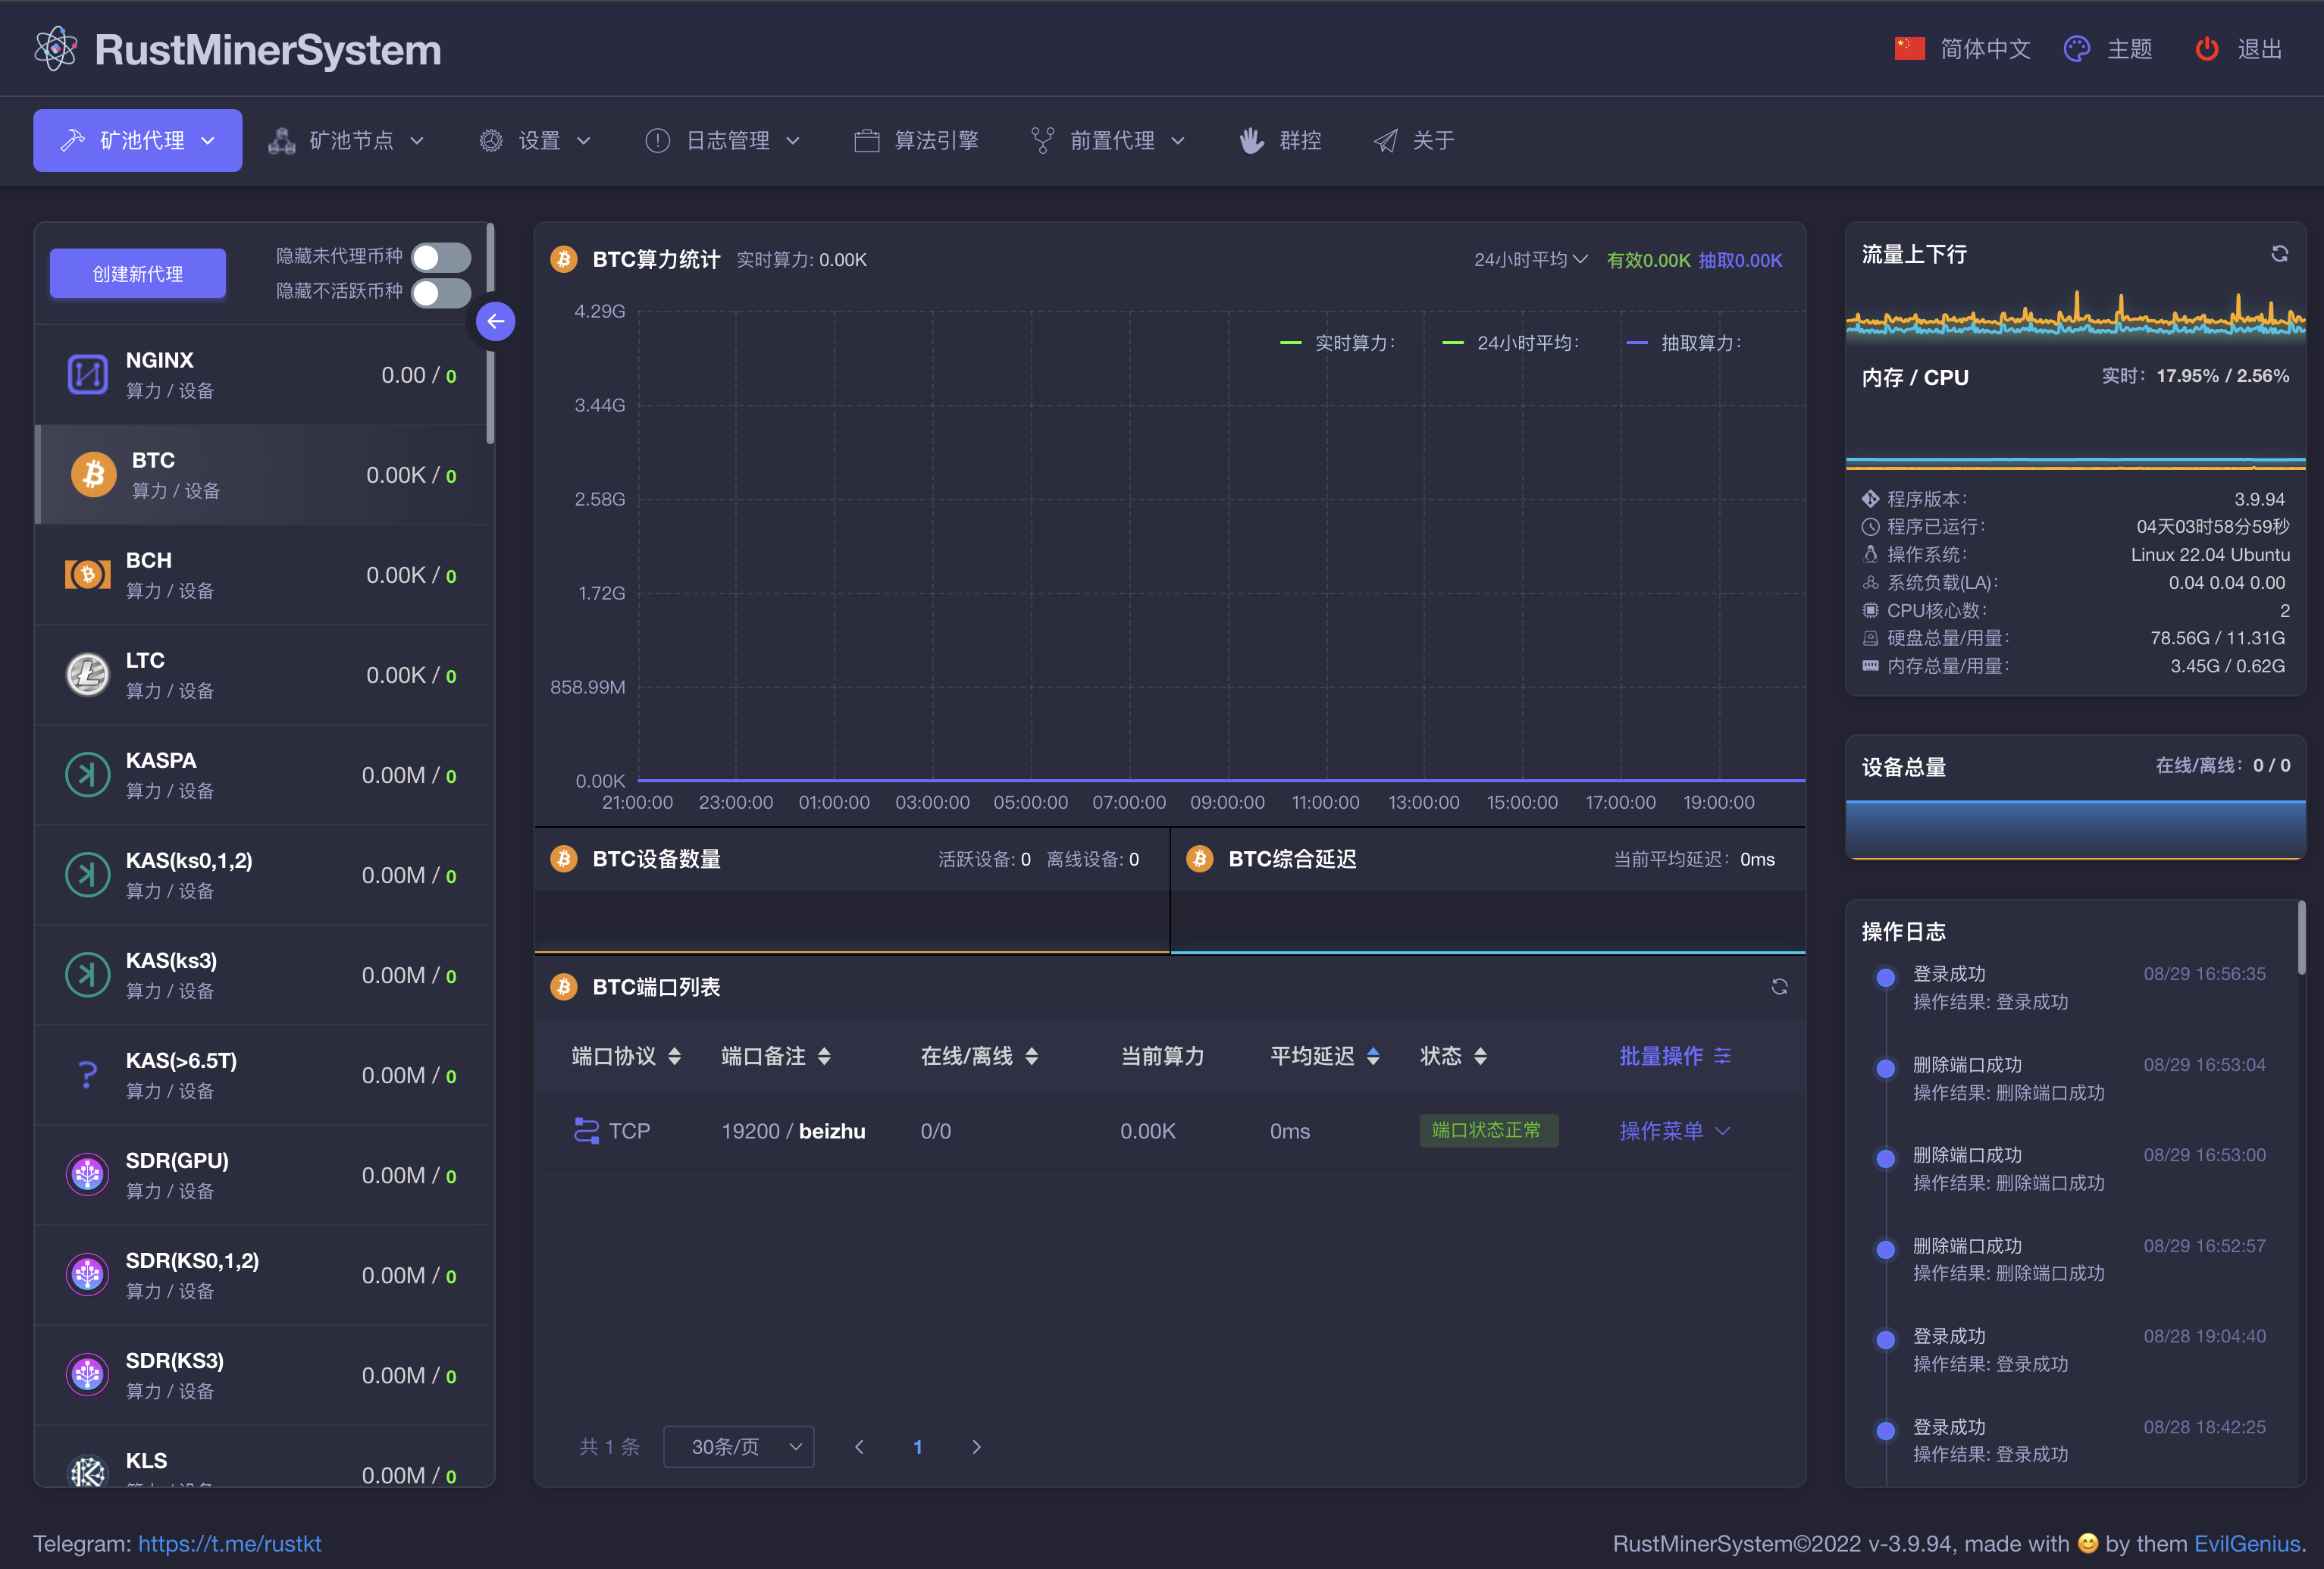 RustMinerSystem
简体中文 主题 退出
矿池代理 矿池节点 设置 日志管理 算法引擎 前置代理 群控 关于
创建新代理
隐藏未代理币种
隐藏不活跃币种
NGINX
算力 / 设备
0.00 / 0
BTC
算力 / 设备
0.00K / 0
BCH
算力 / 设备
0.00K / 0
LTC
算力 / 设备
0.00K / 0
KASPA
算力 / 设备
0.00M / 0
KAS(ks0,1,2)
算力 / 设备
0.00M / 0
KAS(ks3)
算力 / 设备
0.00M / 0
KAS(>6.5T)
算力 / 设备
0.00M / 0
SDR(GPU)
算力 / 设备
0.00M / 0
SDR(KS0,1,2)
算力 / 设备
0.00M / 0
SDR(KS3)
算力 / 设备
0.00M / 0
KLS
0.00M / 0
BTC算力统计 实时算力: 0.00K 24小时平均 有效0.00K 抽取0.00K
实时算力: 24小时平均: 抽取算力:
4.29G
3.44G
2.58G
1.72G
858.99M
0.00K
21:00:00 23:00:00 01:00:00 03:00:00 05:00:00 07:00:00 09:00:00 11:00:00 13:00:00 15:00:00 17:00:00 19:00:00
BTC设备数量 活跃设备: 0 离线设备: 0
BTC综合延迟 当前平均延迟: 0ms
BTC端口列表
端口协议 端口备注 在线/离线 当前算力 平均延迟 状态 批量操作
TCP 19200 / beizhu 0/0 0.00K 0ms 端口状态正常 操作菜单
共 1 条 30条/页 1
流量上下行
内存 / CPU 实时: 17.95% / 2.56%
程序版本: 3.9.94
程序已运行: 04天03时58分59秒
操作系统: Linux 22.04 Ubuntu
系统负载(LA): 0.04 0.04 0.00
CPU核心数: 2
硬盘总量/用量: 78.56G / 11.31G
内存总量/用量: 3.45G / 0.62G
设备总量 在线/离线: 0 / 0
操作日志
登录成功 08/29 16:56:35
操作结果: 登录成功
删除端口成功 08/29 16:53:04
操作结果: 删除端口成功
删除端口成功 08/29 16:53:00
操作结果: 删除端口成功
删除端口成功 08/29 16:52:57
操作结果: 删除端口成功
登录成功 08/28 19:04:40
操作结果: 登录成功
登录成功 08/28 18:42:25
操作结果: 登录成功
Telegram: https://t.me/rustkt
RustMinerSystem©2022 v-3.9.94, made with 😊 by them EvilGenius.